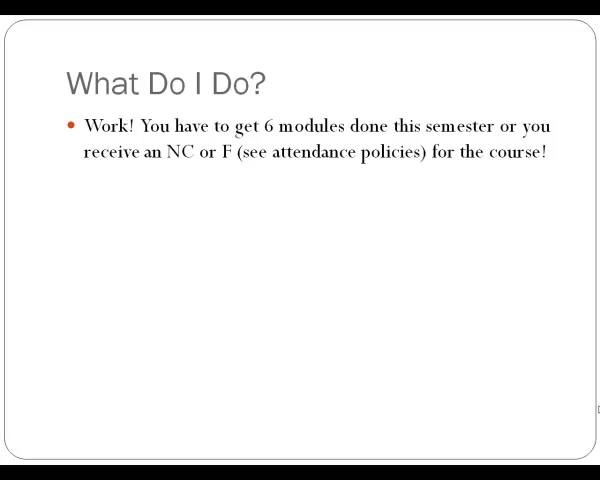 What Do I Do?
• Work! You have to get 6 modules done this semester or you
receive an NC or F (see attendance policies) for the course!